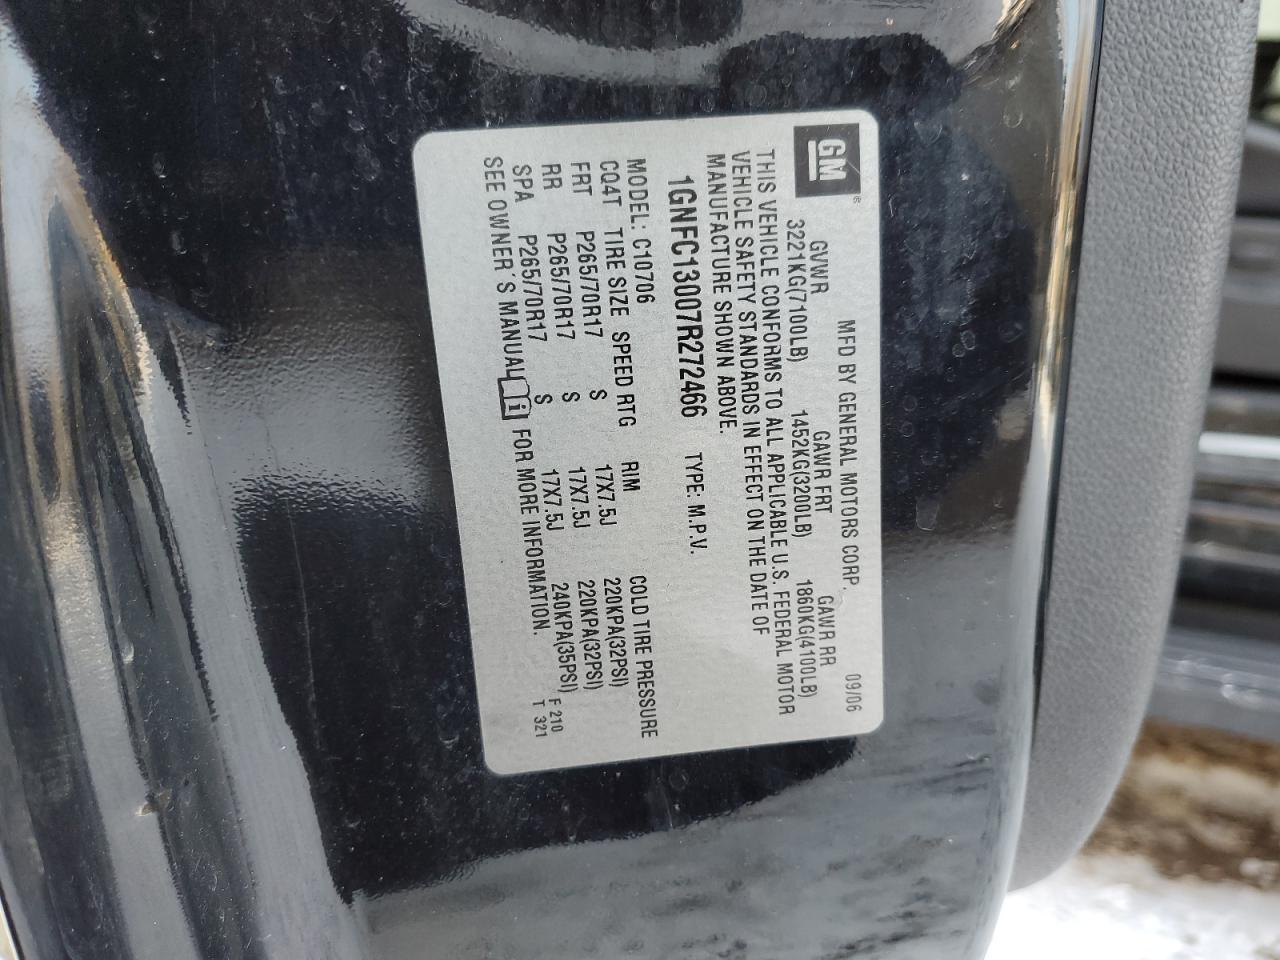 GM®
MFD BY GENERAL MOTORS CORP. 09/06
GVWR GAWR FRT GAWR RR
3221KG(7100LB) 1452KG(3200LB) 1860KG(4100LB)
THIS VEHICLE CONFORMS TO ALL APPLICABLE U.S. FEDERAL MOTOR
VEHICLE SAFETY STANDARDS IN EFFECT ON THE DATE OF
MANUFACTURE SHOWN ABOVE.
1GNFC13007R272466 TYPE: M.P.V.
MODEL: C10706
CQ4T TIRE SIZE SPEED RTG RIM COLD TIRE PRESSURE
FRT P265/70R17 S 17X7.5J 220KPA(32PSI)
RR P265/70R17 S 17X7.5J 220KPA(32PSI)
SPA P265/70R17 S 17X7.5J 240KPA(35PSI)
SEE OWNER'S MANUAL i FOR MORE INFORMATION.
F 210
T 321